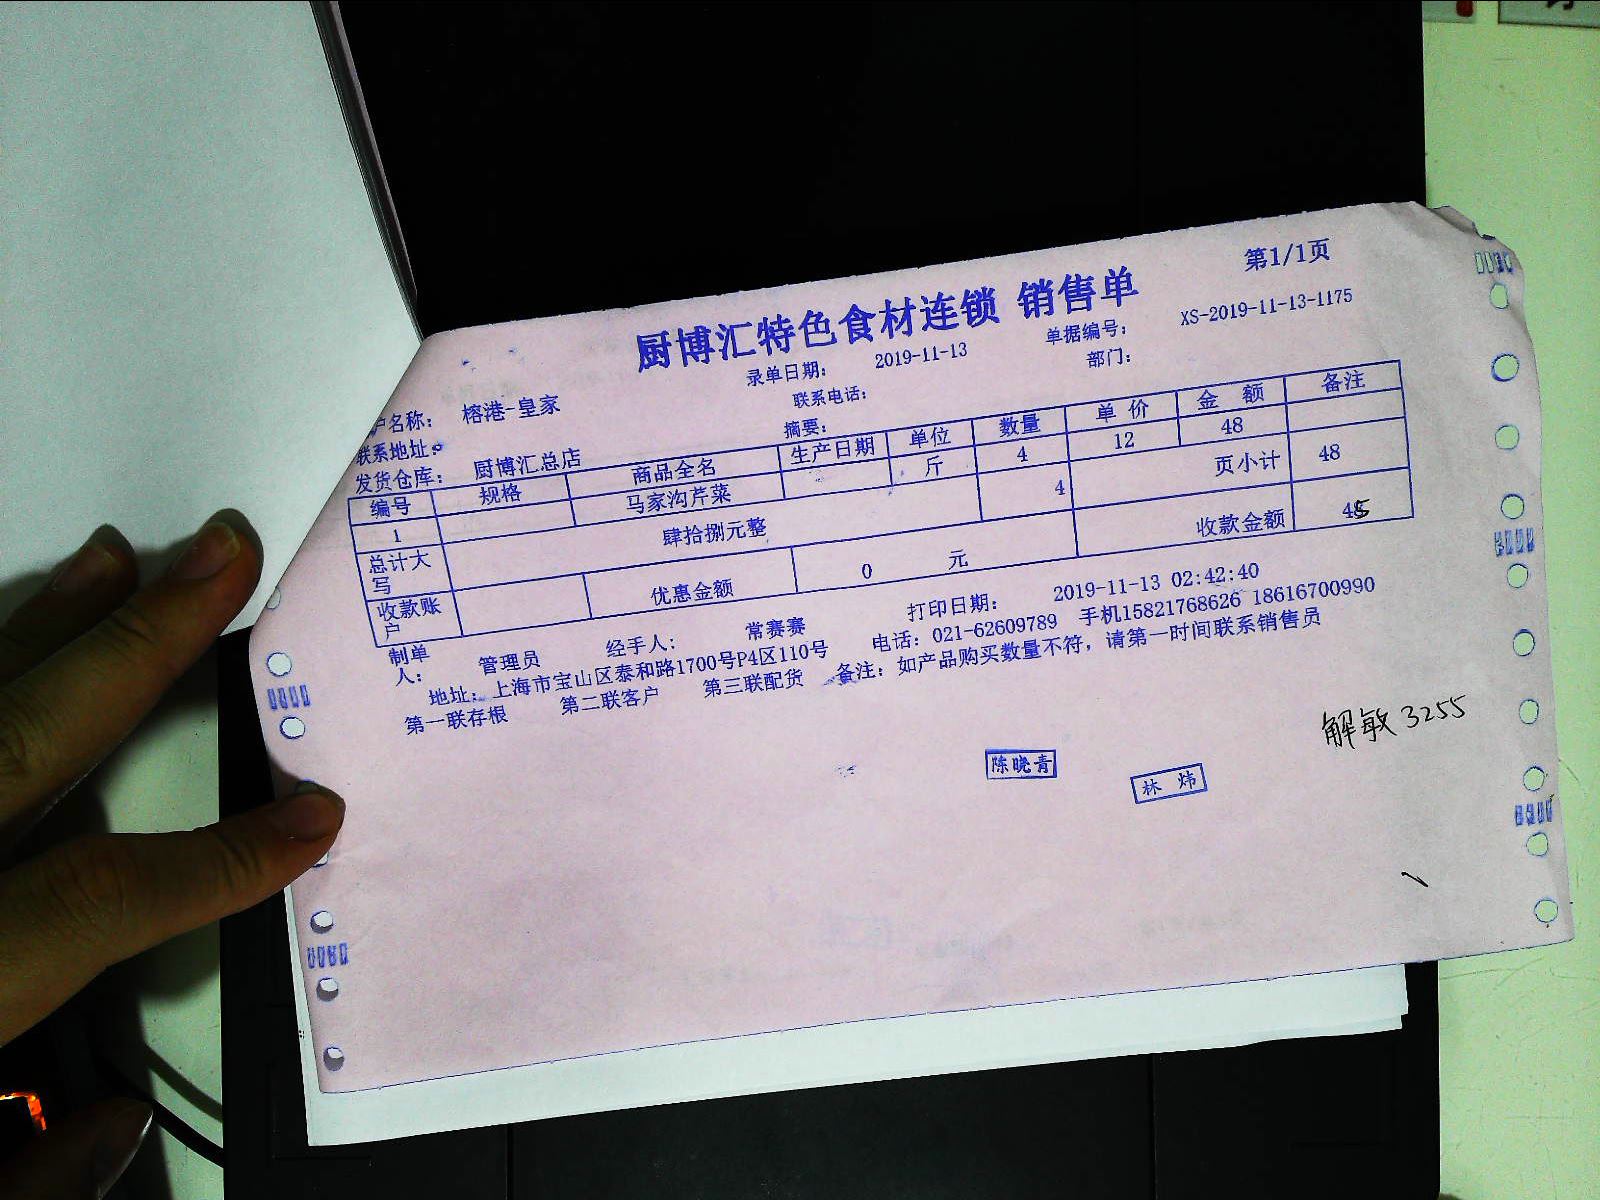 第1/1页
厨博汇特色食材连锁 销售单
录单日期: 2019-11-13 单据编号: XS-2019-11-13-1175
户名称: 榕港-皇家 联系电话: 部门:
联系地址: 摘要:
发货仓库: 厨博汇总店
编号 规格 商品全名 生产日期 单位 数量 单价 金额 备注
1 马家沟芹菜 斤 4 12 48
总计大写 肆拾捌元整 4 页小计 48
收款账户 优惠金额 0 元 收款金额
制单人: 管理员 经手人: 常赛赛 打印日期: 2019-11-13 02:42:40
地址: 上海市宝山区泰和路1700号P4区110号 电话: 021-62609789 手机15821768626 18616700990
第一联存根 第二联客户 第三联配货 备注: 如产品购买数量不符, 请第一时间联系销售员
解敏 3255
陈晓青
林炜